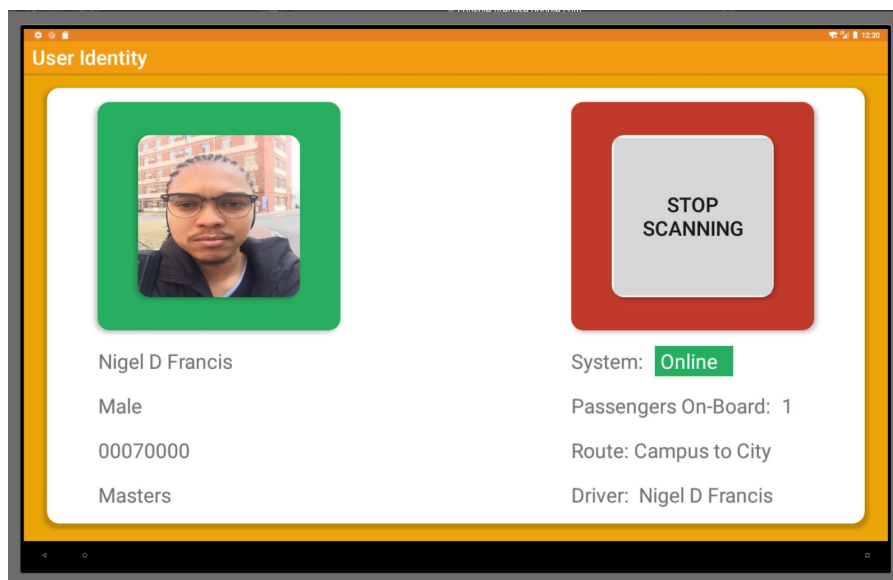 12:30
User Identity
STOP
SCANNING
Nigel D Francis
System: Online
Male
Passengers On-Board: 1
00070000
Route: Campus to City
Masters
Driver: Nigel D Francis